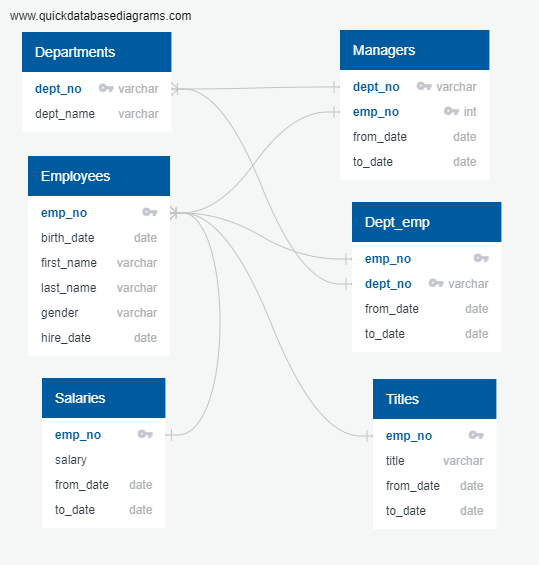 www.quickdatabasediagrams.com
Departments
dept_no varchar
dept_name varchar
Managers
dept_no varchar
emp_no int
from_date date
to_date date
Employees
emp_no
birth_date date
first_name varchar
last_name varchar
gender varchar
hire_date date
Dept_emp
emp_no
dept_no varchar
from_date date
to_date date
Salaries
emp_no
salary
from_date date
to_date date
Titles
emp_no
title varchar
from_date date
to_date date